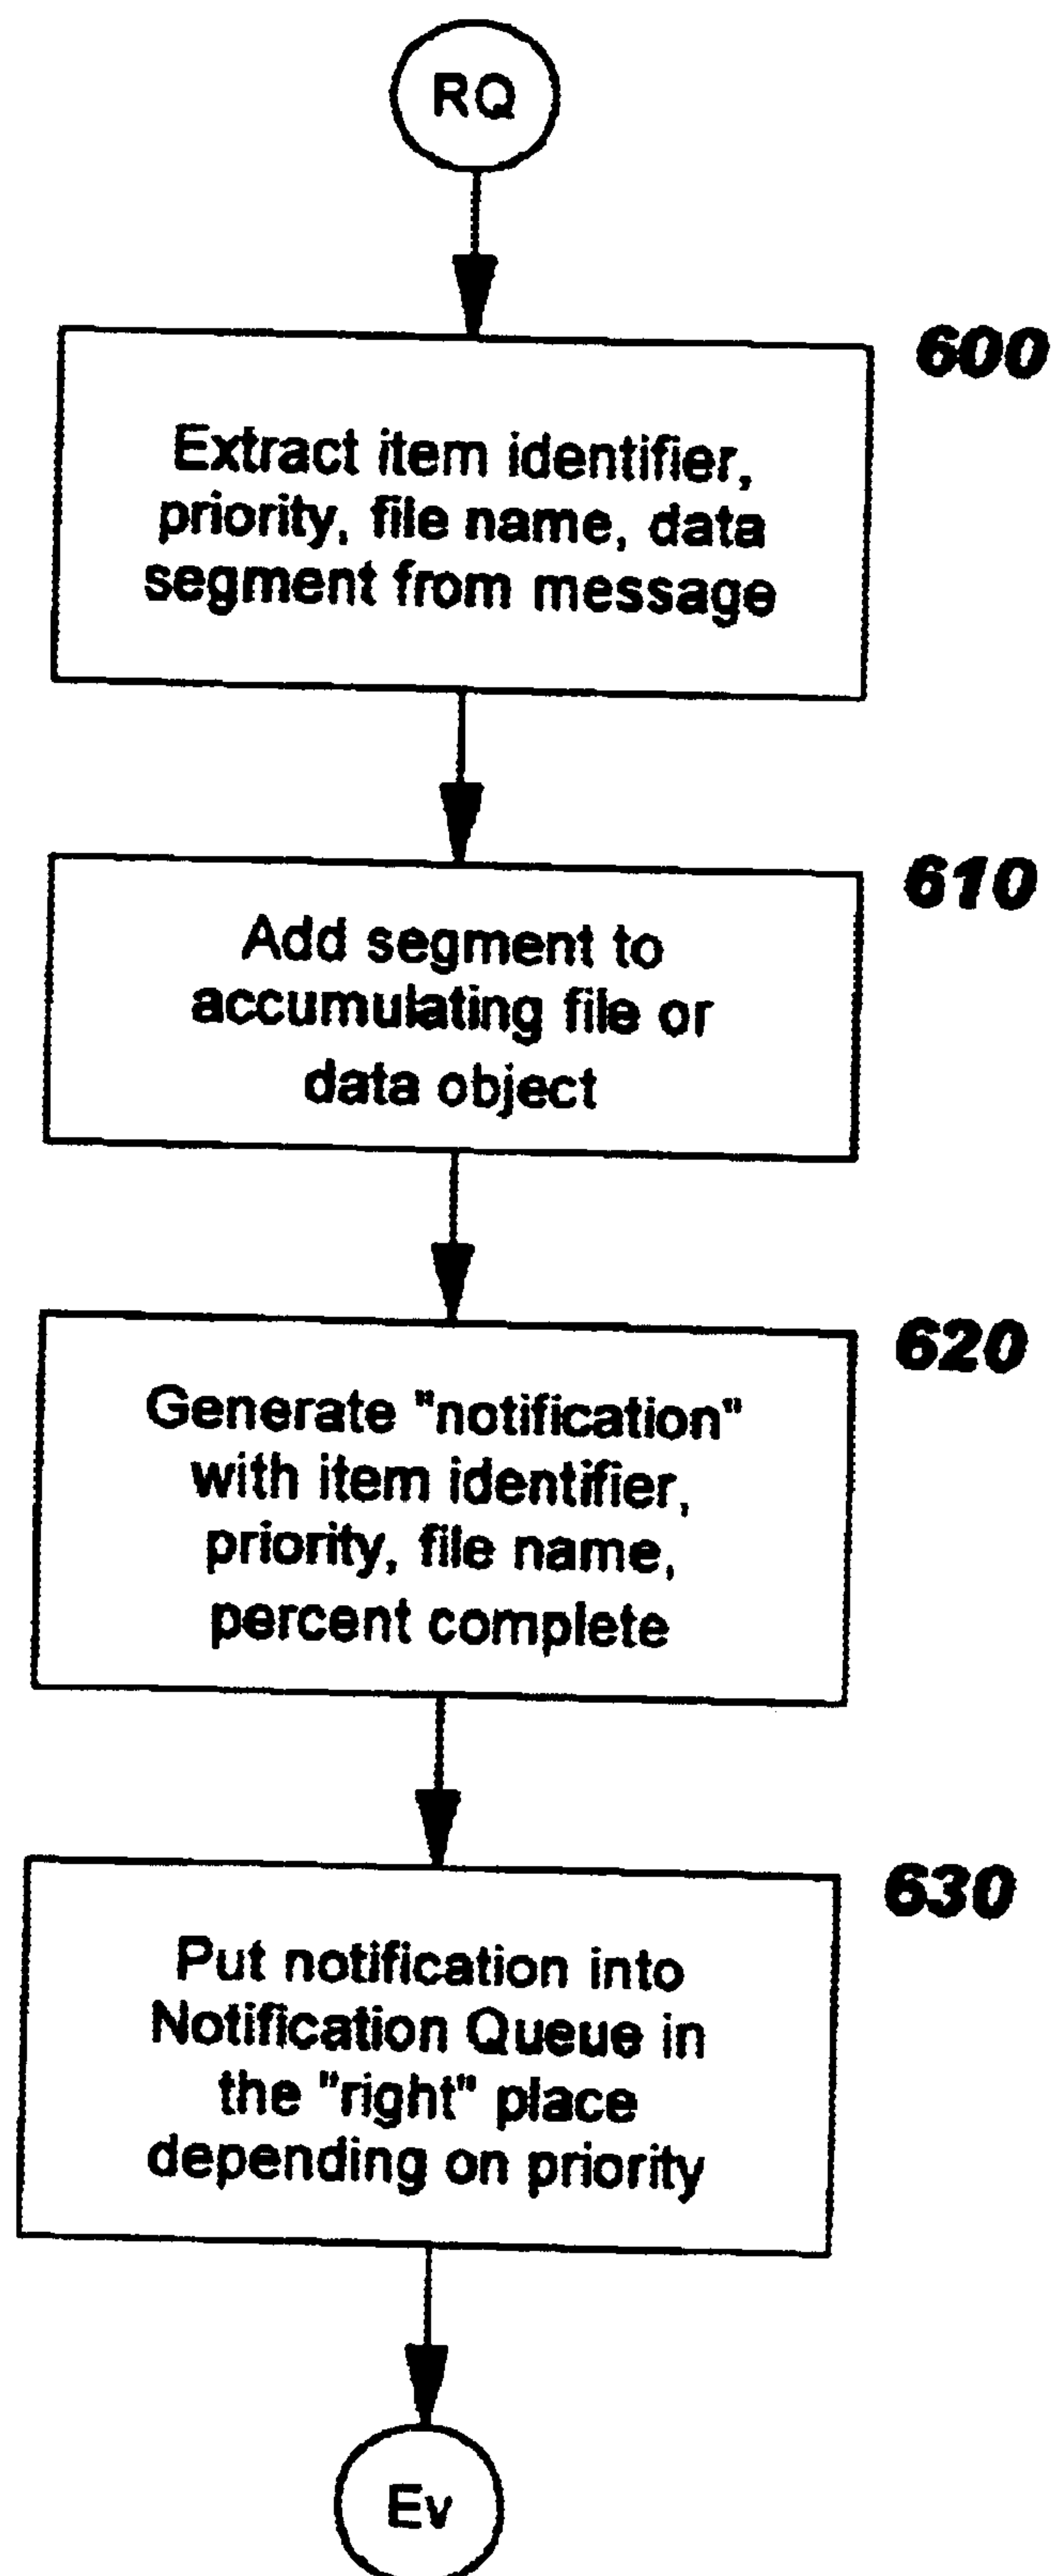 RQ
600
Extract item identifier,
priority, file name, data
segment from message
610
Add segment to
accumulating file or
data object
620
Generate "notification"
with item identifier,
priority, file name,
percent complete
630
Put notification into
Notification Queue in
the "right" place
depending on priority
Ev